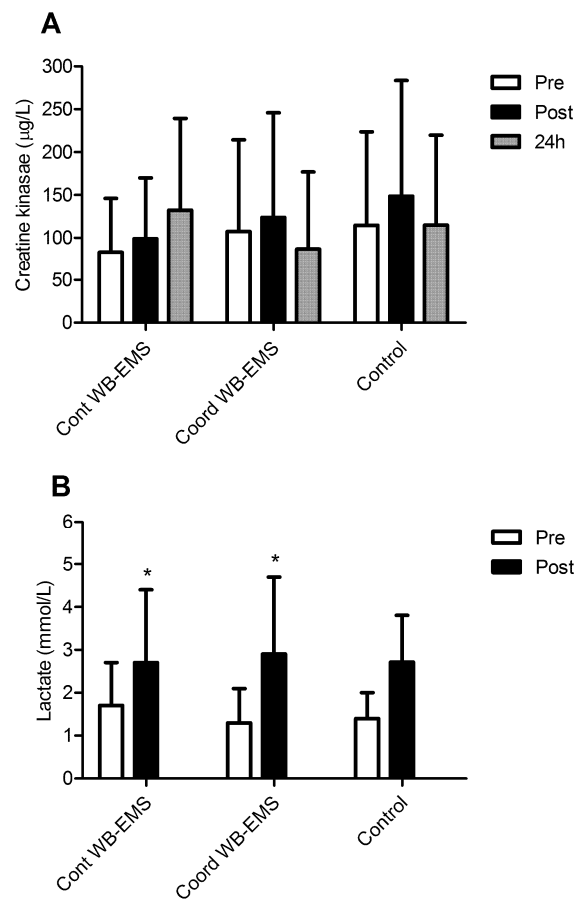 A
300
250
200
150
100
50
0
Creatine kinasae (µg/L)
Cont WB-EMS
Coord WB-EMS
Control
Pre
Post
24h
B
6
5
4
3
2
1
0
Lactate (mmol/L)
*
*
Cont WB-EMS
Coord WB-EMS
Control
Pre
Post